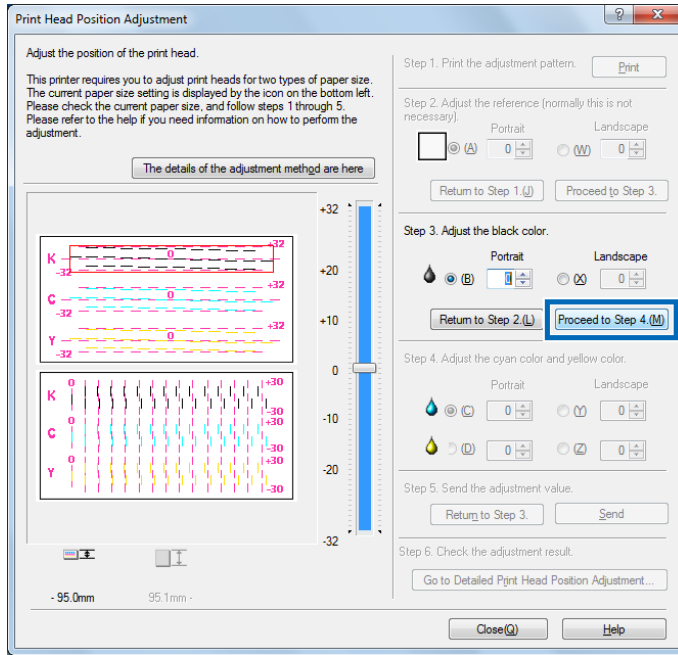 Print Head Position Adjustment
Adjust the position of the print head.
This printer requires you to adjust print heads for two types of paper size.
The current paper size setting is displayed by the icon on the bottom left.
Please check the current paper size, and follow steps 1 through 5.
Please refer to the help if you need information on how to perform the
adjustment.
The details of the adjustment method are here
+32
+20
+10
0
-10
-20
-32
K
+32
0
-32
C
+32
0
-32
Y
+32
0
-32
K
0
+30
-30
C
0
+30
-30
Y
0
+30
-30
- 95.0mm
95.1mm -
Step 1. Print the adjustment pattern.
Print
Step 2. Adjust the reference (normally this is not
necessary).
Portrait Landscape
(A) 0 (W) 0
Return to Step 1.(J) Proceed to Step 3.
Step 3. Adjust the black color.
Portrait Landscape
(B) 0 (X) 0
Return to Step 2.(L) Proceed to Step 4.(M)
Step 4. Adjust the cyan color and yellow color.
Portrait Landscape
(C) 0 (Y) 0
(D) 0 (Z) 0
Step 5. Send the adjustment value.
Return to Step 3. Send
Step 6. Check the adjustment result.
Go to Detailed Print Head Position Adjustment...
Close(Q) Help